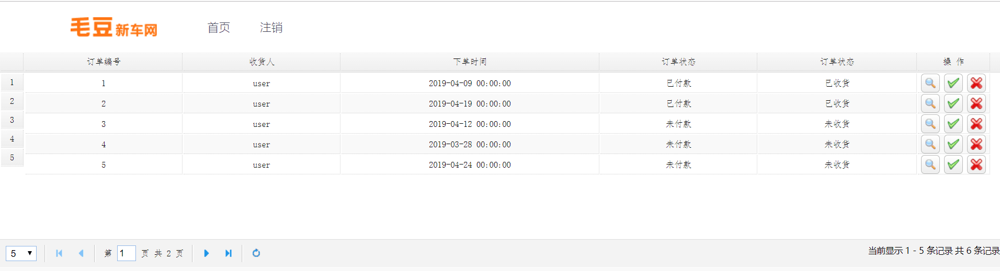 毛豆新车网 首页 注销
订单编号 收货人 下单时间 订单状态 订单状态 操 作
1 1 user 2019-04-09 00:00:00 已付款 已收货
2 2 user 2019-04-19 00:00:00 已付款 已收货
3 3 user 2019-04-12 00:00:00 未付款 未收货
4 4 user 2019-03-28 00:00:00 未付款 未收货
5 5 user 2019-04-24 00:00:00 未付款 未收货
5 第 1 页 共 2 页 当前显示 1 - 5 条记录 共 6 条记录